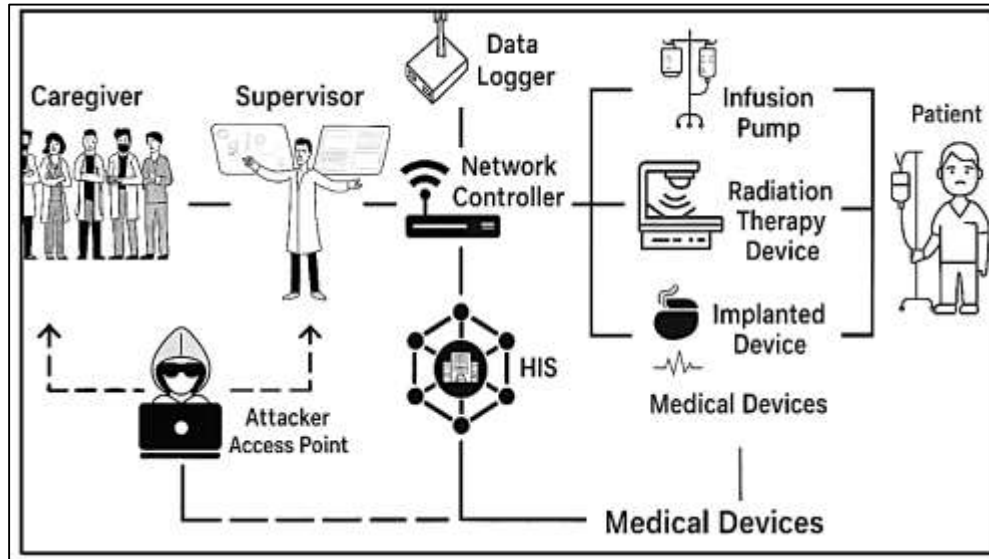 Data
Logger
Caregiver
Supervisor
Infusion
Pump
Patient
Network
Controller
Radiation
Therapy
Device
Implanted
Device
HIS
Medical Devices
Attacker
Access Point
Medical Devices